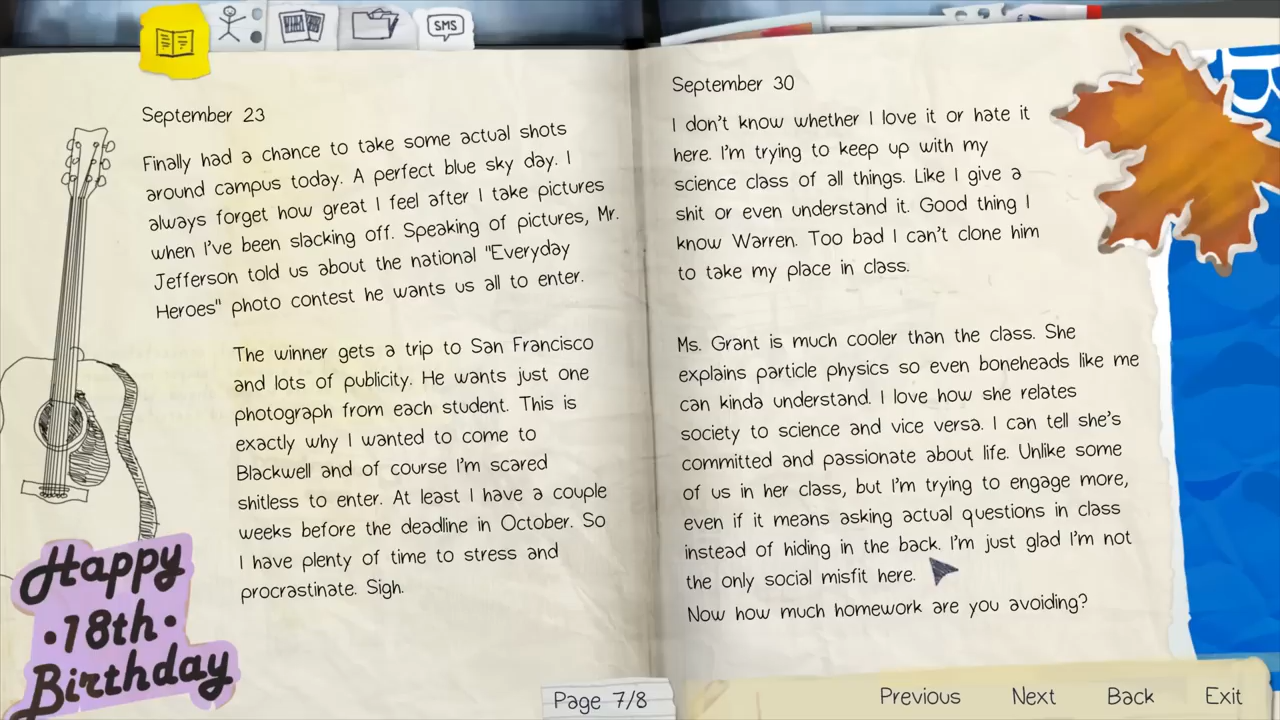 SMS
September 23
Finally had a chance to take some actual shots
around campus today. A perfect blue sky day. I
always forget how great I feel after I take pictures
when I've been slacking off. Speaking of pictures, Mr.
Jefferson told us about the national "Everyday
Heroes" photo contest he wants us all to enter.
The winner gets a trip to San Francisco
and lots of publicity. He wants just one
photograph from each student. This is
exactly why I wanted to come to
Blackwell and of course I'm scared
shitless to enter. At least I have a couple
weeks before the deadline in October. So
I have plenty of time to stress and
procrastinate. Sigh.
Happy
•18th•
Birthday
September 30
I don't know whether I love it or hate it
here. I'm trying to keep up with my
science class of all things. Like I give a
shit or even understand it. Good thing I
know Warren. Too bad I can't clone him
to take my place in class.
Ms. Grant is much cooler than the class. She
explains particle physics so even boneheads like me
can kinda understand. I love how she relates
society to science and vice versa. I can tell she's
committed and passionate about life. Unlike some
of us in her class, but I'm trying to engage more,
even if it means asking actual questions in class
instead of hiding in the back. I'm just glad I'm not
the only social misfit here.
Now how much homework are you avoiding?
B
Page 7/8
Previous Next Back Exit